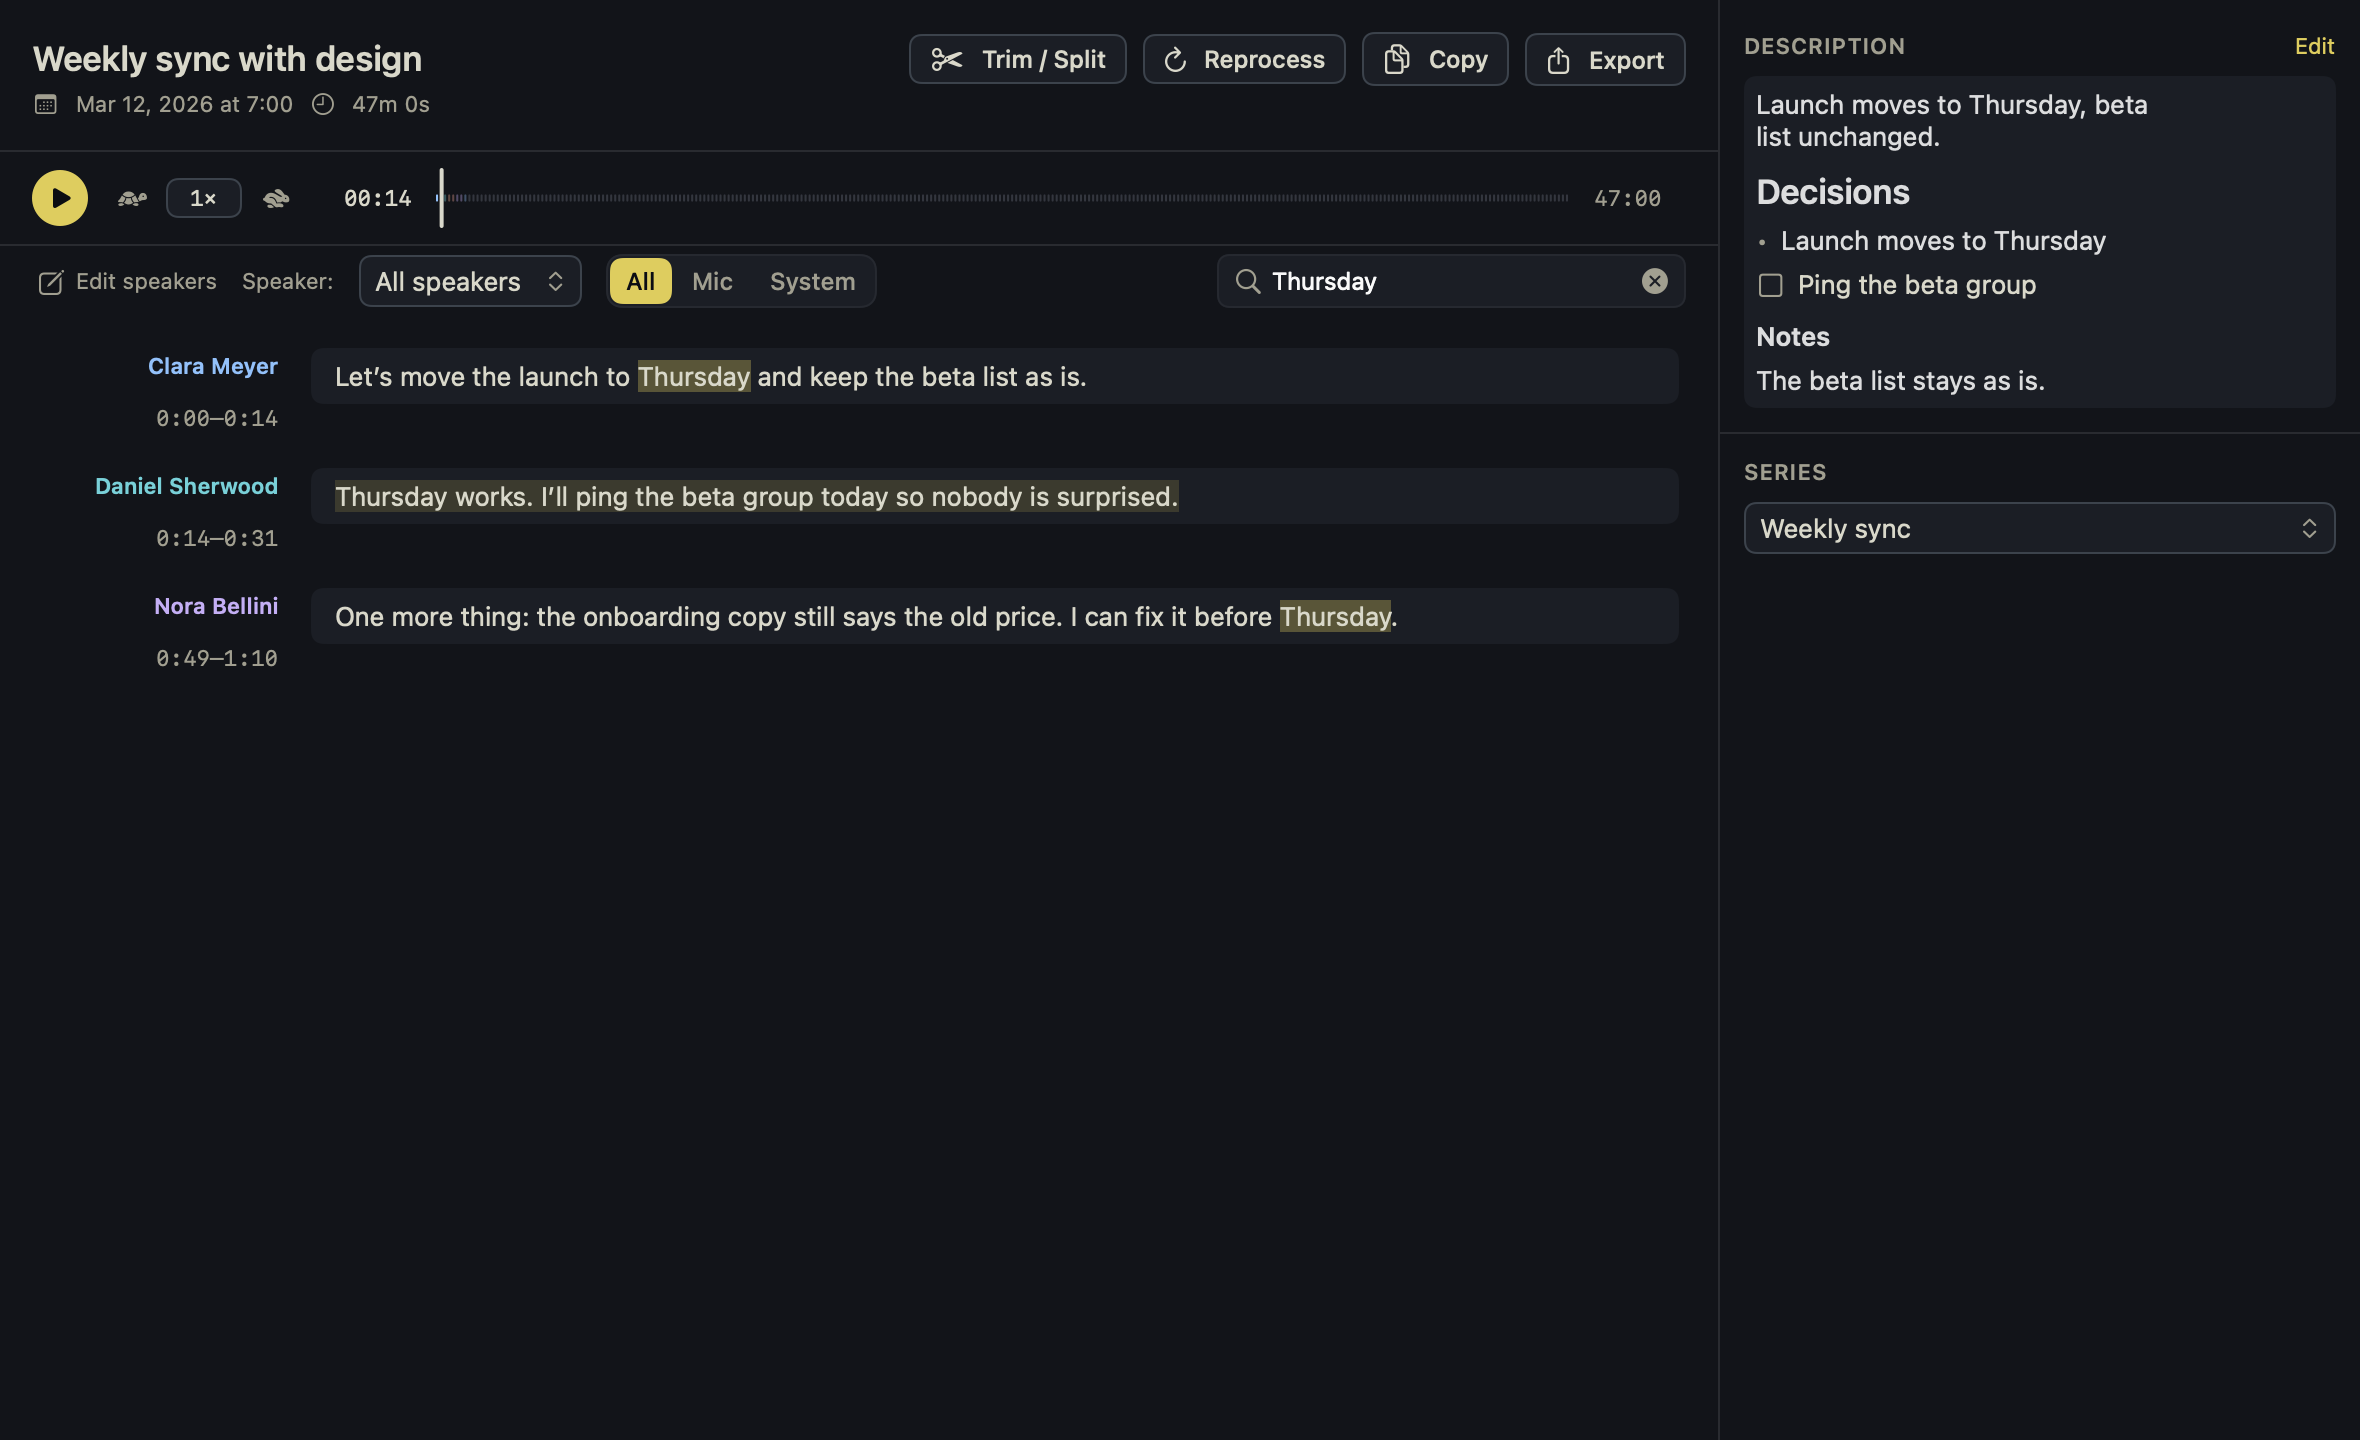 Weekly sync with design
Mar 12, 2026 at 7:00 47m 0s
Trim / Split
Reprocess
Copy
Export
1×
00:14
47:00
Edit speakers
Speaker:
All speakers
All
Mic
System
Thursday
Clara Meyer
0:00–0:14
Let’s move the launch to Thursday and keep the beta list as is.
Daniel Sherwood
0:14–0:31
Thursday works. I’ll ping the beta group today so nobody is surprised.
Nora Bellini
0:49–1:10
One more thing: the onboarding copy still says the old price. I can fix it before Thursday.
DESCRIPTION
Edit
Launch moves to Thursday, beta
list unchanged.
Decisions
• Launch moves to Thursday
Ping the beta group
Notes
The beta list stays as is.
SERIES
Weekly sync